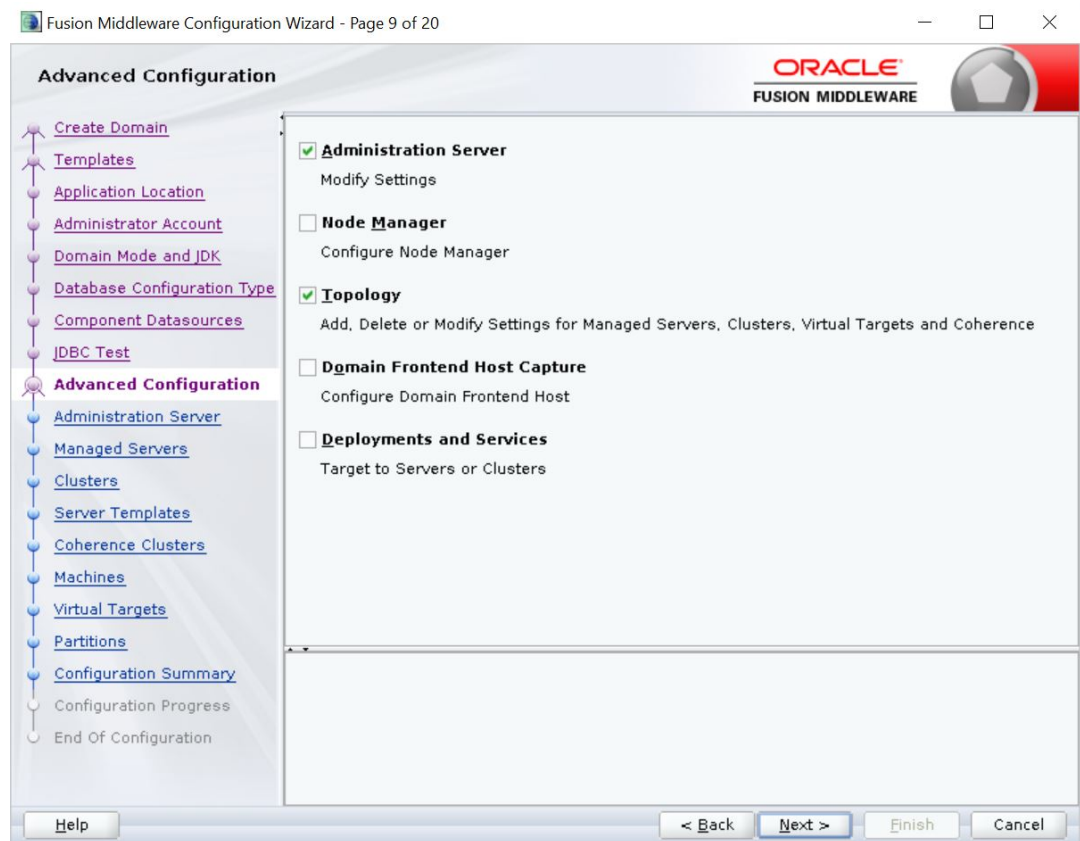 Fusion Middleware Configuration Wizard - Page 9 of 20
Advanced Configuration
ORACLE
FUSION MIDDLEWARE
Create Domain
Templates
Application Location
Administrator Account
Domain Mode and JDK
Database Configuration Type
Component Datasources
JDBC Test
Advanced Configuration
Administration Server
Managed Servers
Clusters
Server Templates
Coherence Clusters
Machines
Virtual Targets
Partitions
Configuration Summary
Configuration Progress
End Of Configuration
Administration Server
Modify Settings
Node Manager
Configure Node Manager
Topology
Add, Delete or Modify Settings for Managed Servers, Clusters, Virtual Targets and Coherence
Domain Frontend Host Capture
Configure Domain Frontend Host
Deployments and Services
Target to Servers or Clusters
Help
< Back
Next >
Finish
Cancel